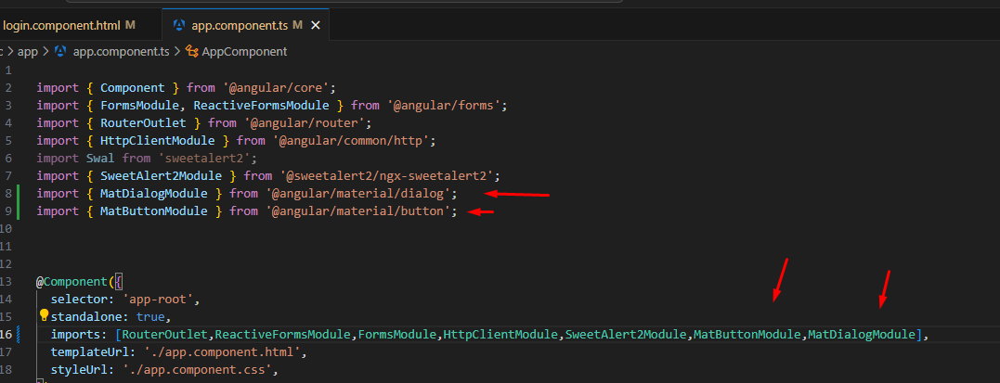 login.component.html M
app.component.ts M
c > app > app.component.ts > AppComponent
1
2 import { Component } from '@angular/core';
3 import { FormsModule, ReactiveFormsModule } from '@angular/forms';
4 import { RouterOutlet } from '@angular/router';
5 import { HttpClientModule } from '@angular/common/http';
6 import Swal from 'sweetalert2';
7 import { SweetAlert2Module } from '@sweetalert2/ngx-sweetalert2';
8 import { MatDialogModule } from '@angular/material/dialog';
9 import { MatButtonModule } from '@angular/material/button';
10
11
12
13 @Component({
14 selector: 'app-root',
15 standalone: true,
16 imports: [RouterOutlet,ReactiveFormsModule,FormsModule,HttpClientModule,SweetAlert2Module,MatButtonModule,MatDialogModule],
17 templateUrl: './app.component.html',
18 styleUrl: './app.component.css',